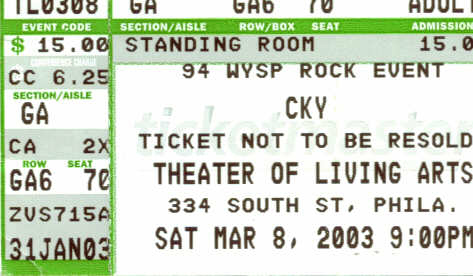 TL0308
EVENT CODE
$ 15.00
CONVENIENCE CHARGE
CC 6.25
SECTION/AISLE
GA
CA 2X
ROW SEAT
GA6 70
ZVS715A
31JAN03
GA GA6 70 ADULT
SECTION/AISLE ROW/BOX SEAT ADMISSION
STANDING ROOM 15.0
94 WYSP ROCK EVENT
CKY
ticketmaster
TICKET NOT TO BE RESOLD
THEATER OF LIVING ARTS
334 SOUTH ST, PHILA.
SAT MAR 8, 2003 9:00PM